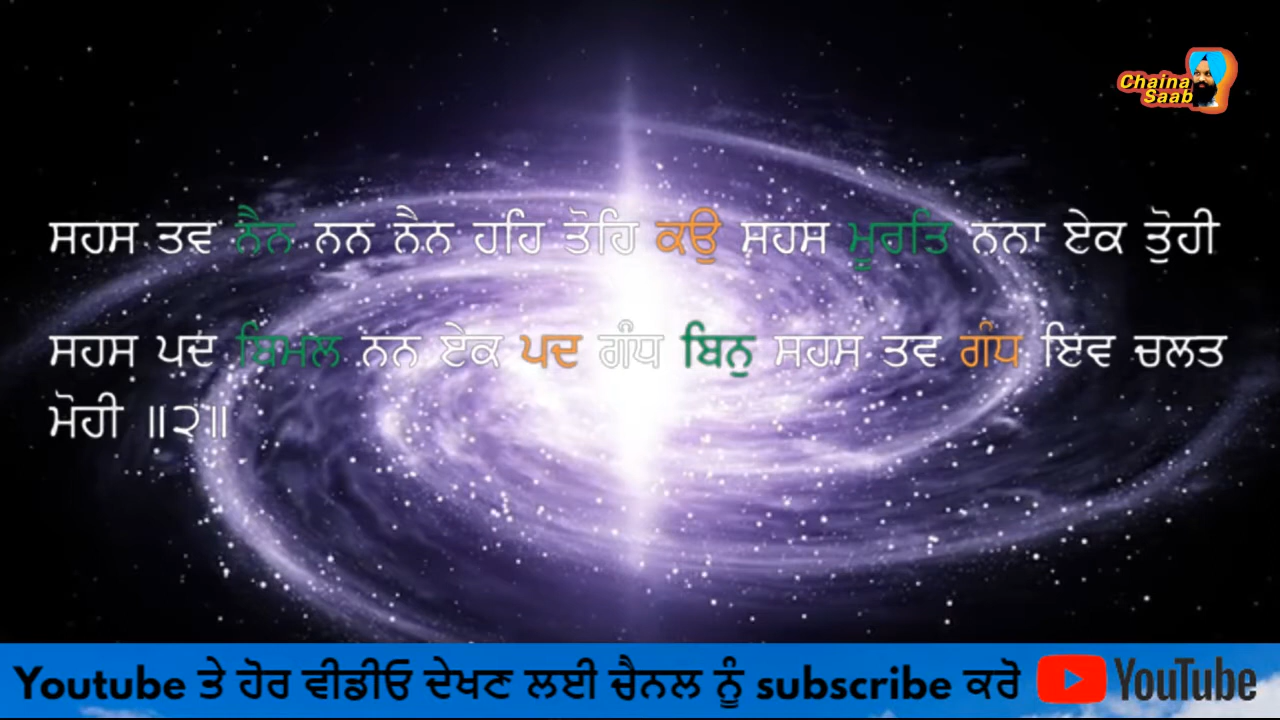 Chaina
Saab
ਸਹਸ ਤਵ ਨੈਨ ਨਨ ਨੈਨ ਹਹਿ ਤੋਹਿ ਕਉ ਸਹਸ ਮੂਰਤਿ ਨਨਾ ਏਕ ਤੋੁਹੀ
ਸਹਸ ਪਦ ਬਿਮਲ ਨਨ ਏਕ ਪਦ ਗੰਧ ਬਿਨੁ ਸਹਸ ਤਵ ਗੰਧ ਇਵ ਚਲਤ
ਮੋਹੀ ॥੨॥
Youtube ਤੇ ਹੋਰ ਵੀਡੀਓ ਦੇਖਣ ਲਈ ਚੈਨਲ ਨੂੰ subscribe ਕਰੋ YouTube